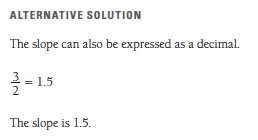 ALTERNATIVE SOLUTION
The slope can also be expressed as a decimal.
3/2 = 1.5
The slope is 1.5.